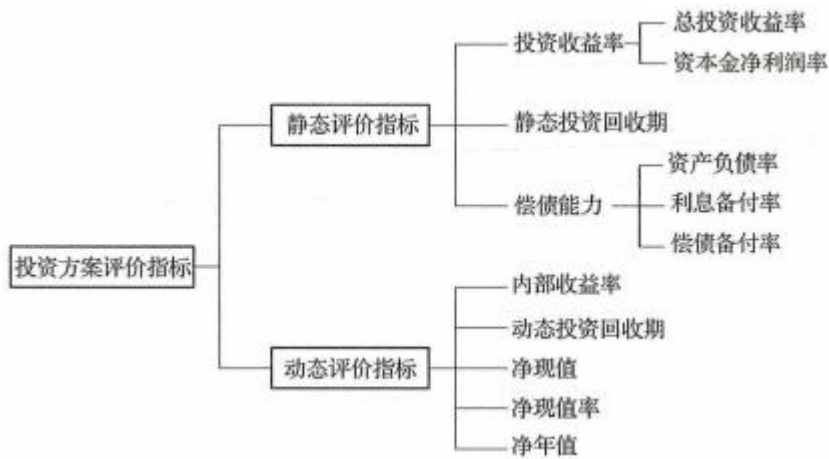 总投资收益率
投资收益率
资本金净利润率
静态评价指标
静态投资回收期
资产负债率
偿债能力
利息备付率
偿债备付率
投资方案评价指标
内部收益率
动态投资回收期
动态评价指标
净现值
净现值率
净年值